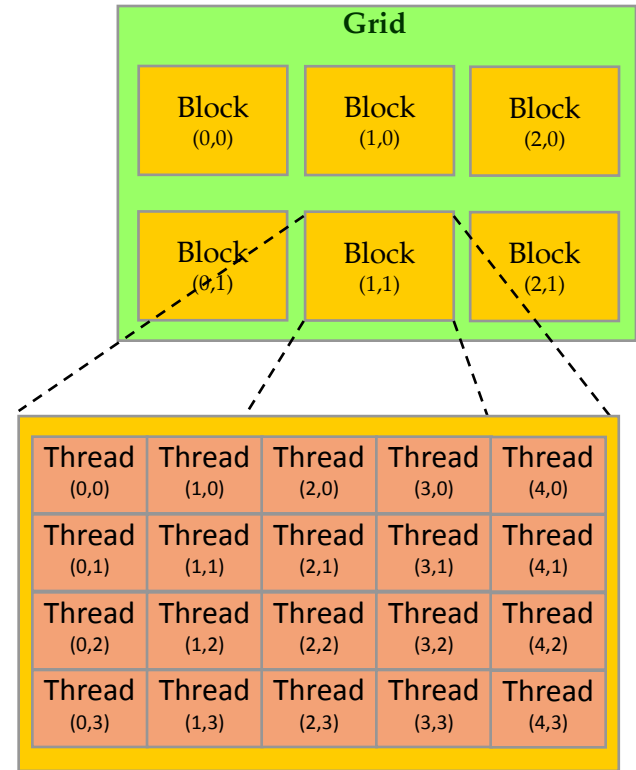 Grid
Block Block Block
(0,0) (1,0) (2,0)
Block Block Block
(0,1) (1,1) (2,1)
Thread Thread Thread Thread Thread
(0,0) (1,0) (2,0) (3,0) (4,0)
Thread Thread Thread Thread Thread
(0,1) (1,1) (2,1) (3,1) (4,1)
Thread Thread Thread Thread Thread
(0,2) (1,2) (2,2) (3,2) (4,2)
Thread Thread Thread Thread Thread
(0,3) (1,3) (2,3) (3,3) (4,3)